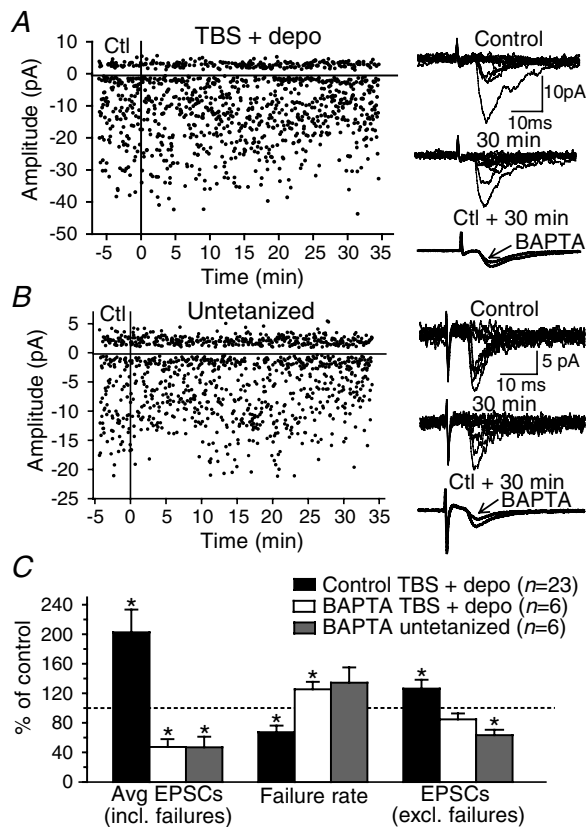 A
TBS + depo
Ctl
Amplitude (pA)
10
5
0
-10
-20
-30
-40
-50
-5 0 5 10 15 20 25 30 35
Time (min)
Control
10pA
10ms
30 min
Ctl + 30 min
BAPTA
B
Untetanized
Ctl
Amplitude (pA)
5
0
-5
-10
-15
-20
-25
-5 0 5 10 15 20 25 30 35
Time (min)
Control
5 pA
10 ms
30 min
Ctl + 30 min
BAPTA
C
Control TBS + depo (n=23)
BAPTA TBS + depo (n=6)
BAPTA untetanized (n=6)
% of control
240
200
160
120
80
40
0
* * * * * * *
Avg EPSCs (incl. failures)
Failure rate
EPSCs (excl. failures)